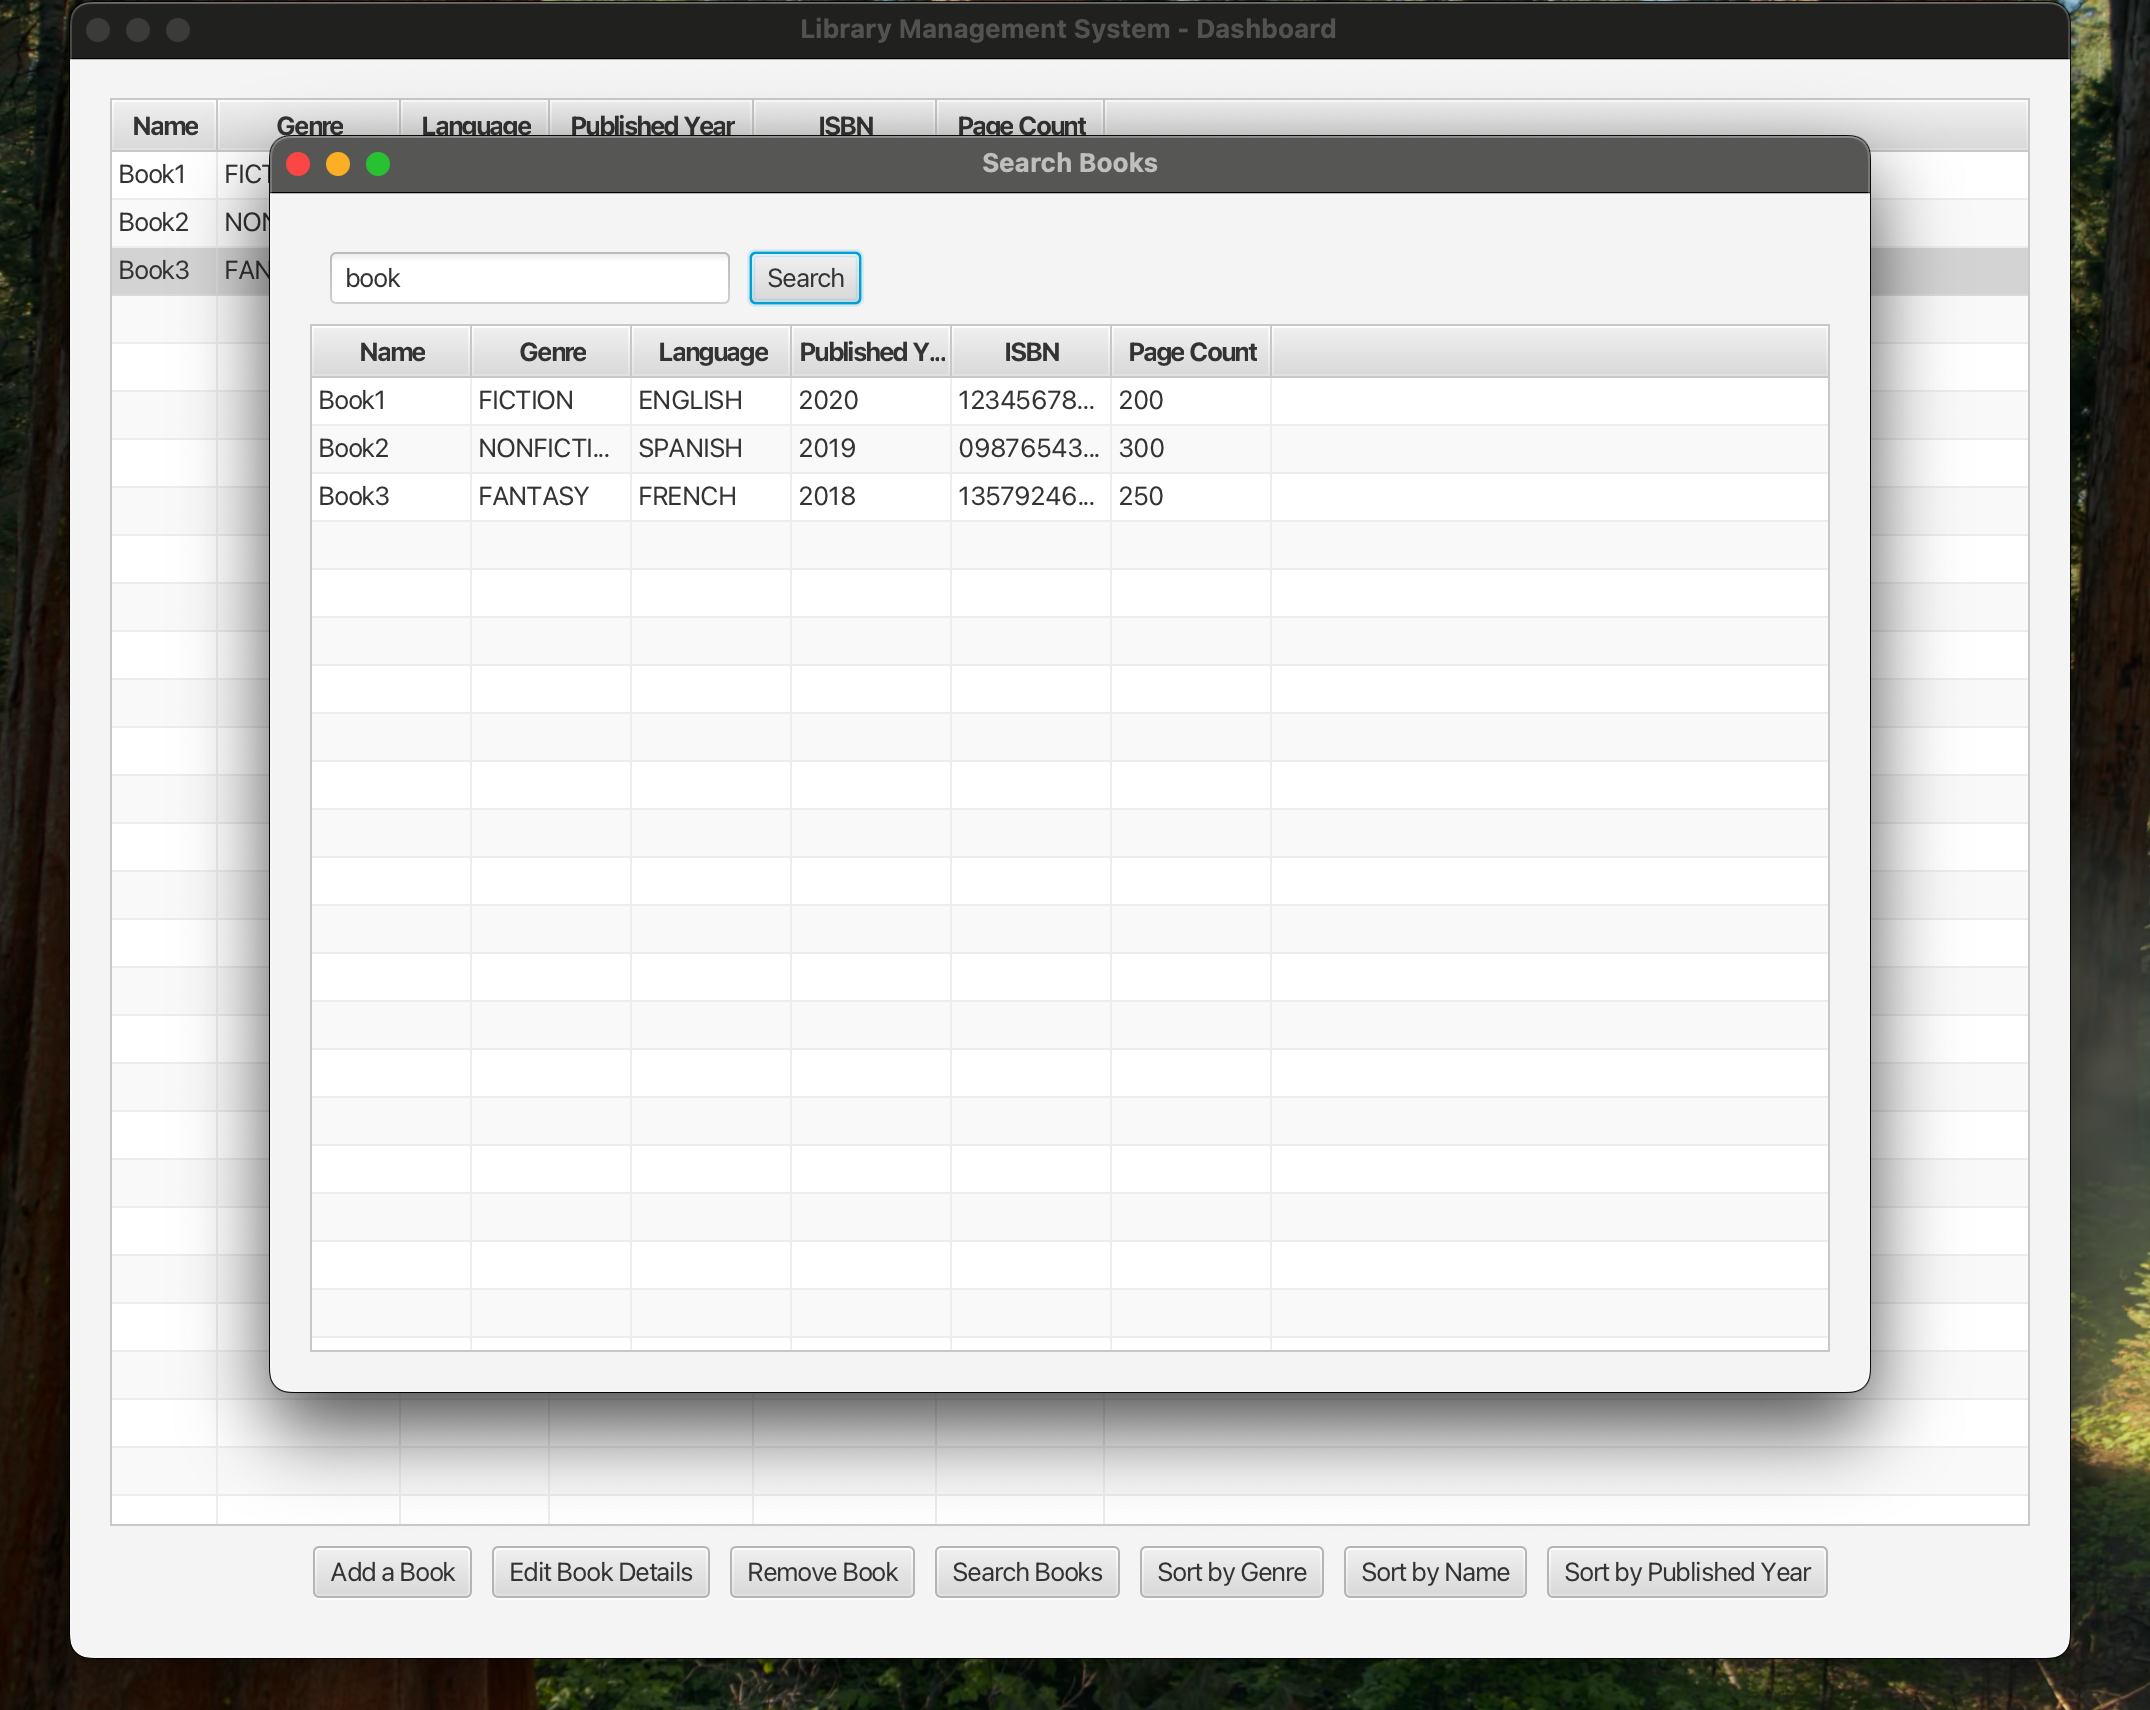 Library Management System - Dashboard
Name Genre Language Published Year ISBN Page Count
Book1 FICT
Book2 NON
Book3 FAN
Search Books
book Search
Name Genre Language Published Y... ISBN Page Count
Book1 FICTION ENGLISH 2020 12345678... 200
Book2 NONFICTI... SPANISH 2019 09876543... 300
Book3 FANTASY FRENCH 2018 13579246... 250
Add a Book Edit Book Details Remove Book Search Books Sort by Genre Sort by Name Sort by Published Year